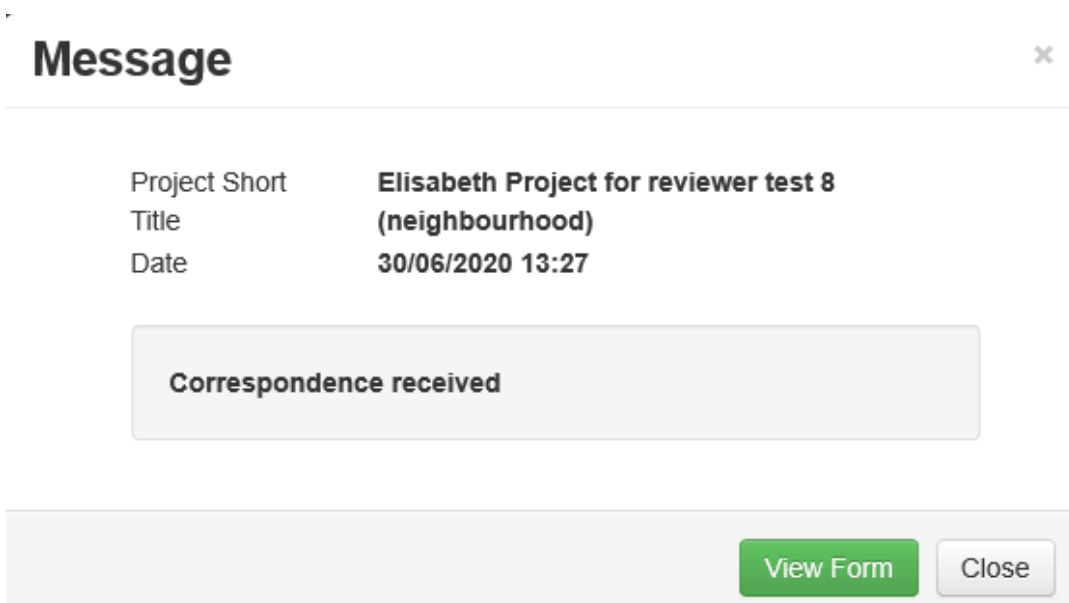 Message
×
Project Short Title
Elisabeth Project for reviewer test 8 (neighbourhood)
Date
30/06/2020 13:27
Correspondence received
View Form
Close